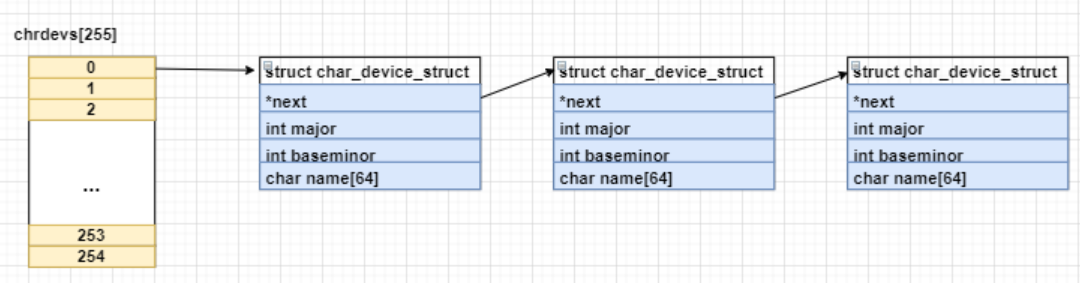 chrdevs[255]
0
1
2
...
253
254
struct char_device_struct
*next
int major
int baseminor
char name[64]
struct char_device_struct
*next
int major
int baseminor
char name[64]
struct char_device_struct
*next
int major
int baseminor
char name[64]